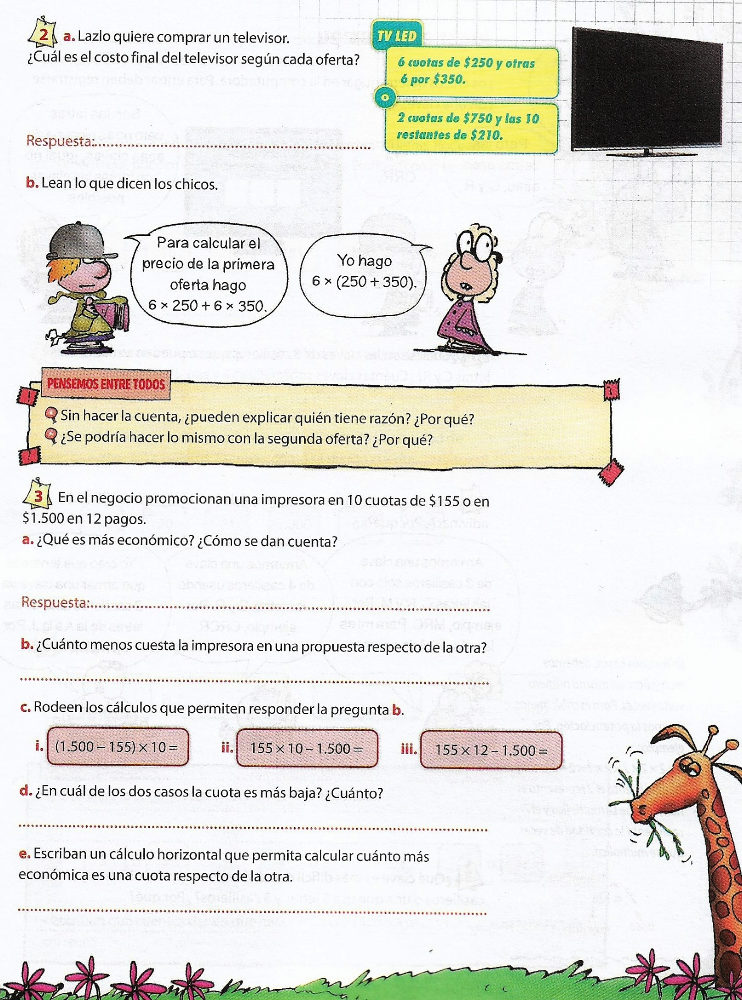 2 a. Lazlo quiere comprar un televisor.
¿Cuál es el costo final del televisor según cada oferta?
TV LED
6 cuotas de $250 y otras
6 por $350.
o
2 cuotas de $750 y las 10
restantes de $210.
Respuesta:
b. Lean lo que dicen los chicos.
Para calcular el
precio de la primera
oferta hago
6 × 250 + 6 × 350.
Yo hago
6 × (250 + 350).
PENSEMOS ENTRE TODOS
Sin hacer la cuenta, ¿pueden explicar quién tiene razón? ¿Por qué?
¿Se podría hacer lo mismo con la segunda oferta? ¿Por qué?
3 En el negocio promocionan una impresora en 10 cuotas de $155 o en
$1.500 en 12 pagos.
a. ¿Qué es más económico? ¿Cómo se dan cuenta?
Respuesta:
b. ¿Cuánto menos cuesta la impresora en una propuesta respecto de la otra?
c. Rodeen los cálculos que permiten responder la pregunta b.
i. (1.500 – 155) × 10 =
ii. 155 × 10 – 1.500 =
iii. 155 × 12 – 1.500 =
d. ¿En cuál de los dos casos la cuota es más baja? ¿Cuánto?
e. Escriban un cálculo horizontal que permita calcular cuánto más
económica es una cuota respecto de la otra.